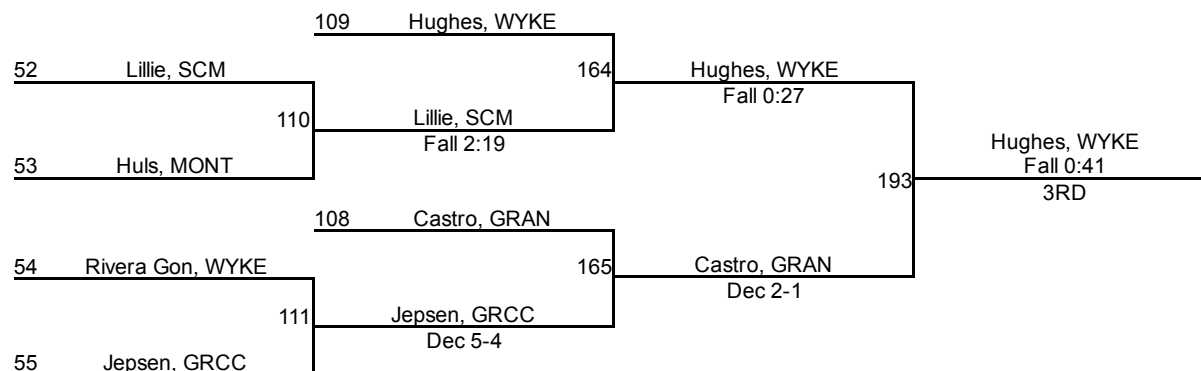 109 Hughes, WYKE
52 Lillie, SCM
164
Hughes, WYKE
Fall 0:27
110
Lillie, SCM
Fall 2:19
Hughes, WYKE
Fall 0:41
3RD
53 Huls, MONT
193
108 Castro, GRAN
54 Rivera Gon, WYKE
165
Castro, GRAN
Dec 2-1
111
Jepsen, GRCC
Dec 5-4
55 Jepsen, GRCC